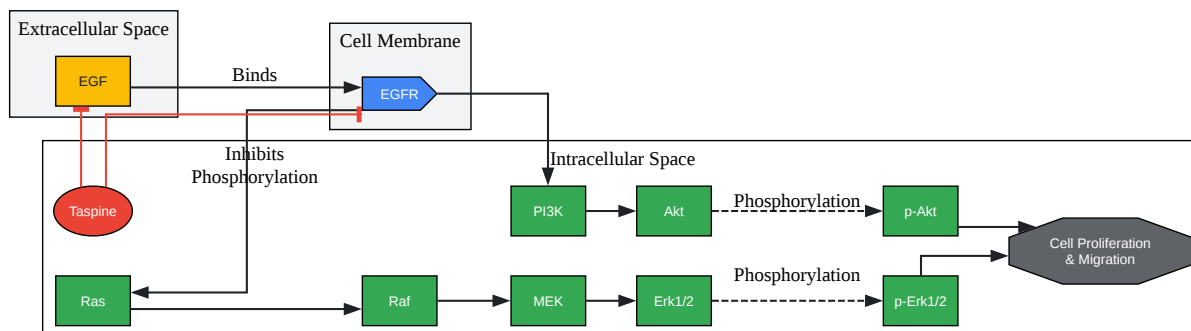 Extracellular Space
Cell Membrane
EGF
Binds
EGFR
Inhibits
Phosphorylation
Intracellular Space
Taspine
PI3K
Akt
Phosphorylation
p-Akt
Cell Proliferation
& Migration
Ras
Raf
MEK
Erk1/2
Phosphorylation
p-Erk1/2